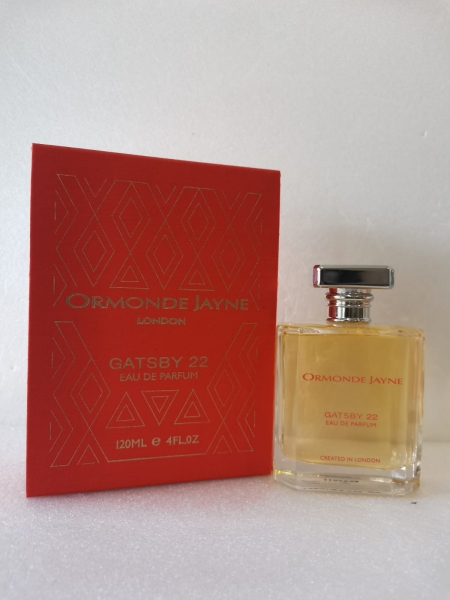 ORMONDE JAYNE
LONDON
GATSBY 22
EAU DE PARFUM
120ML e 4FL.OZ
ORMONDE JAYNE
GATSBY 22
EAU DE PARFUM
CREATED IN LONDON